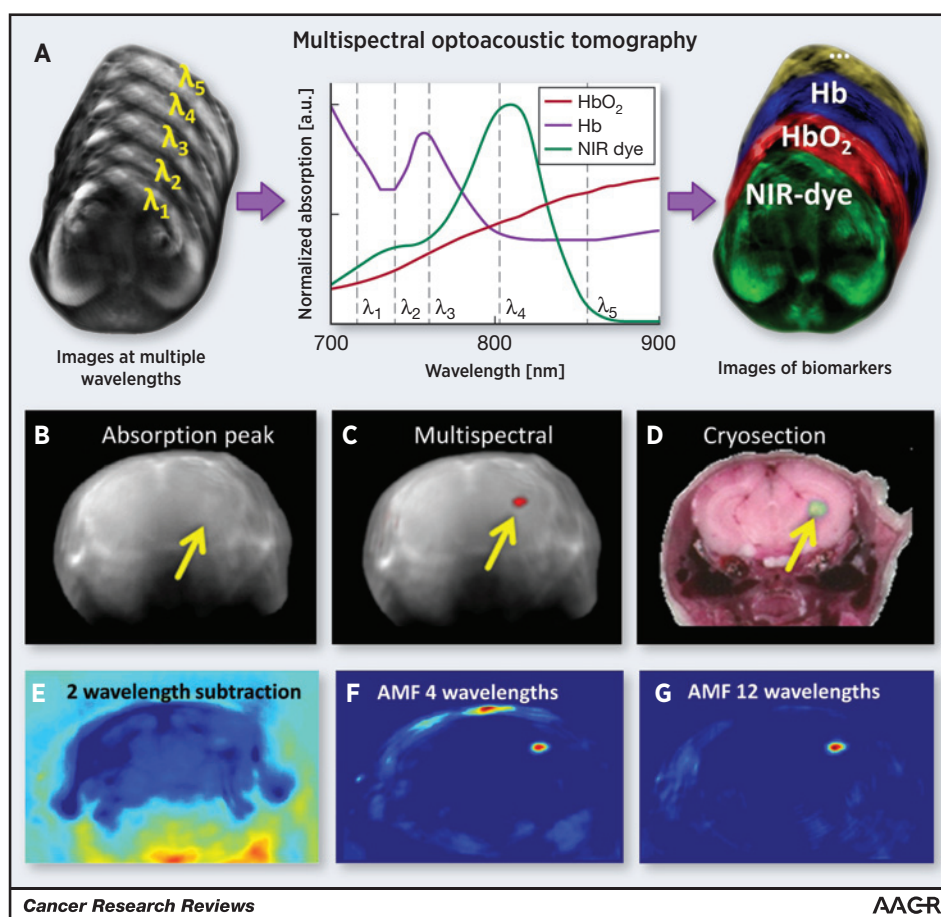 A
Multispectral optoacoustic tomography
λ5
λ4
λ3
λ2
λ1
Images at multiple
wavelengths
Normalized absorption [a.u.]
HbO2
Hb
NIR dye
λ1 λ2 λ3 λ4 λ5
700 800 900
Wavelength [nm]
...
Hb
HbO2
NIR-dye
Images of biomarkers
B Absorption peak
C Multispectral
D Cryosection
E 2 wavelength subtraction
F AMF 4 wavelengths
G AMF 12 wavelengths
Cancer Research Reviews
AACR